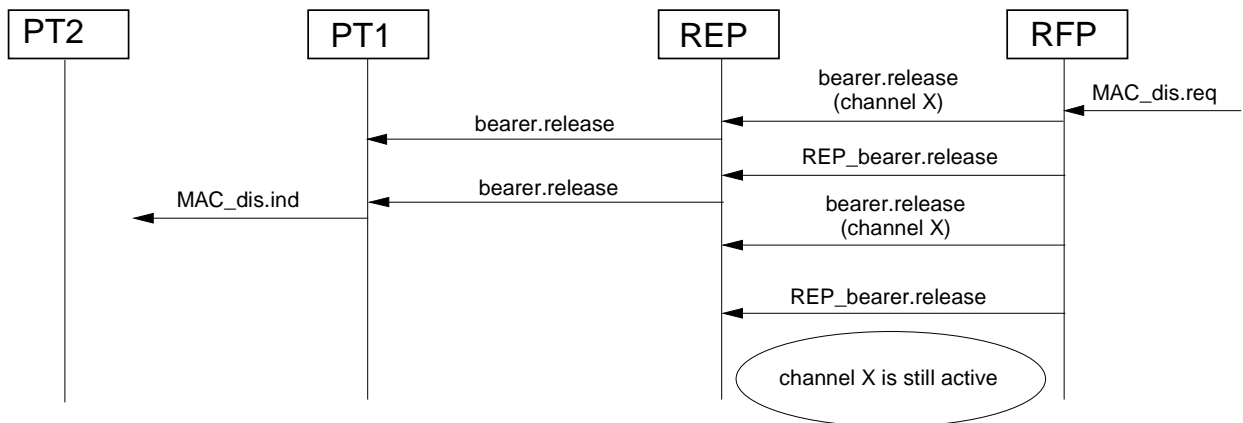 PT2
PT1
REP
RFP
bearer.release
(channel X)
MAC_dis.req
bearer.release
REP_bearer.release
bearer.release
MAC_dis.ind
bearer.release
(channel X)
REP_bearer.release
channel X is still active